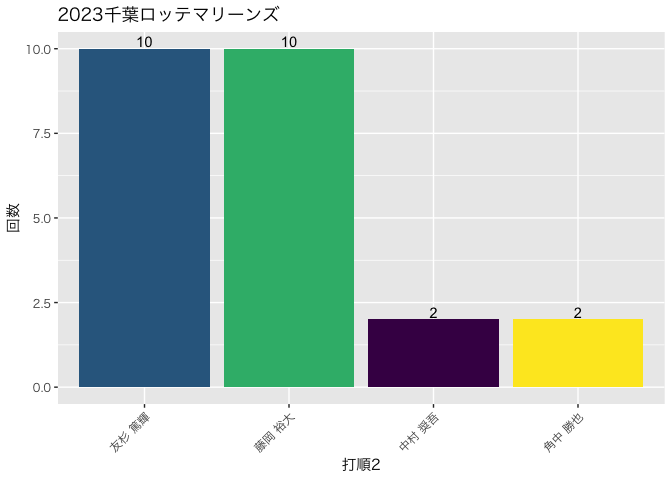 2023千葉ロッテマリーンズ
10
10
2
2
10.0
7.5
5.0
2.5
0.0
回数
友杉 篤輝
藤岡 裕大
中村 奨吾
角中 勝也
打順2